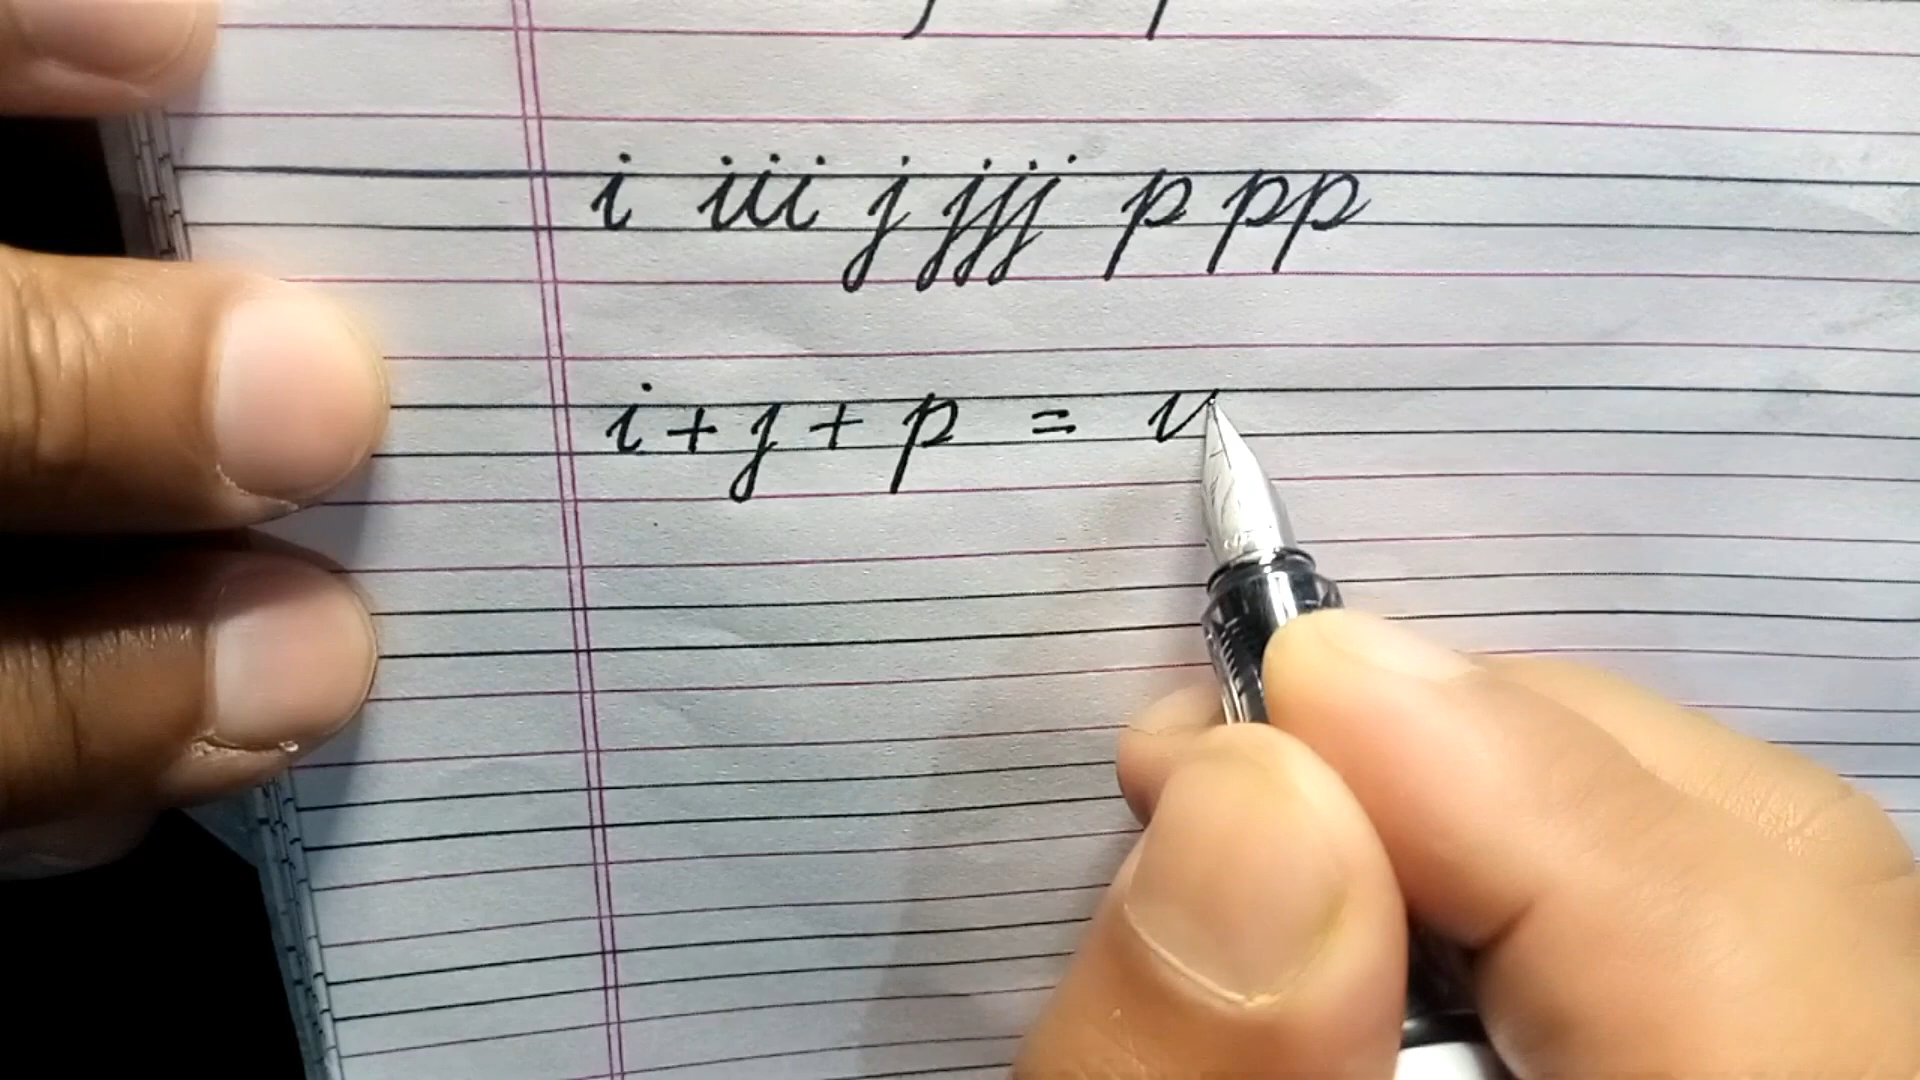 i iii j jjj p pp
i + j + p =